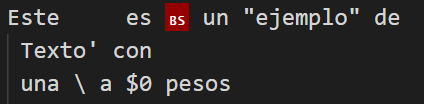 Este     es BS un "ejemplo" de
 Texto' con
 una \ a $0 pesos